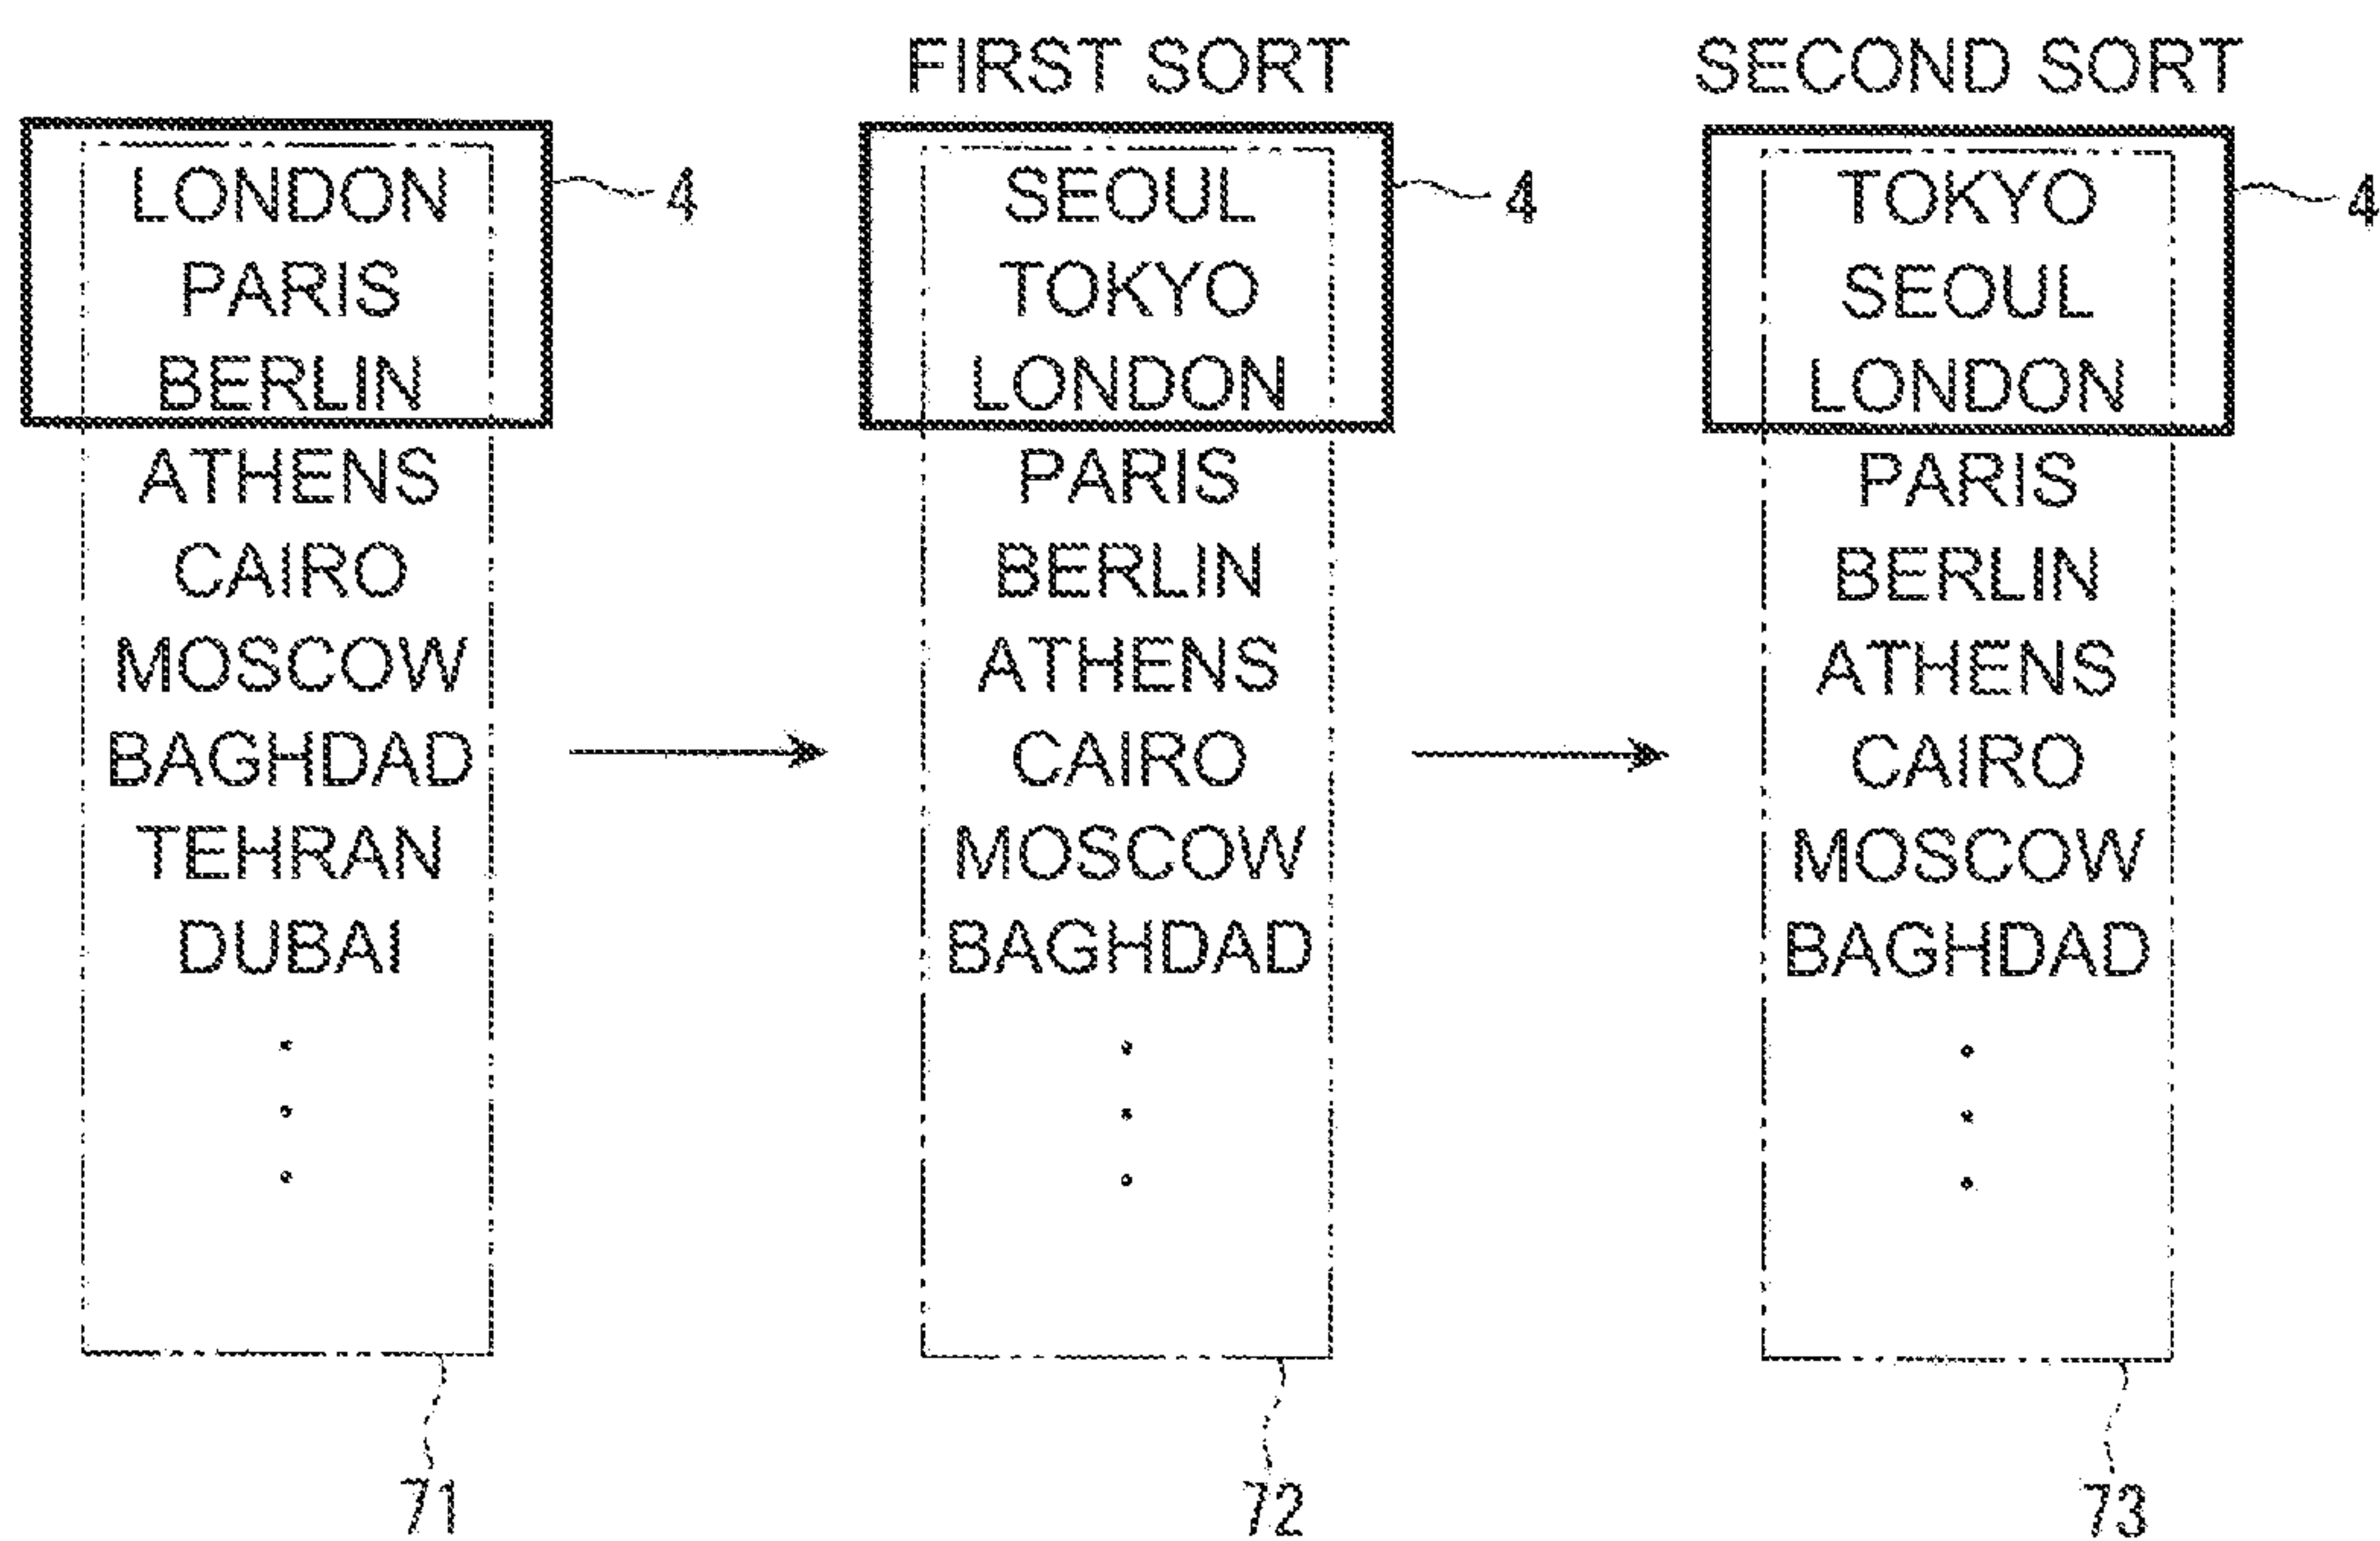 FIRST SORT
SECOND SORT
LONDON
PARIS
BERLIN
ATHENS
CAIRO
MOSCOW
BAGHDAD
TEHRAN
DUBAI
4
71
SEOUL
TOKYO
LONDON
PARIS
BERLIN
ATHENS
CAIRO
MOSCOW
BAGHDAD
4
72
TOKYO
SEOUL
LONDON
PARIS
BERLIN
ATHENS
CAIRO
MOSCOW
BAGHDAD
4
73